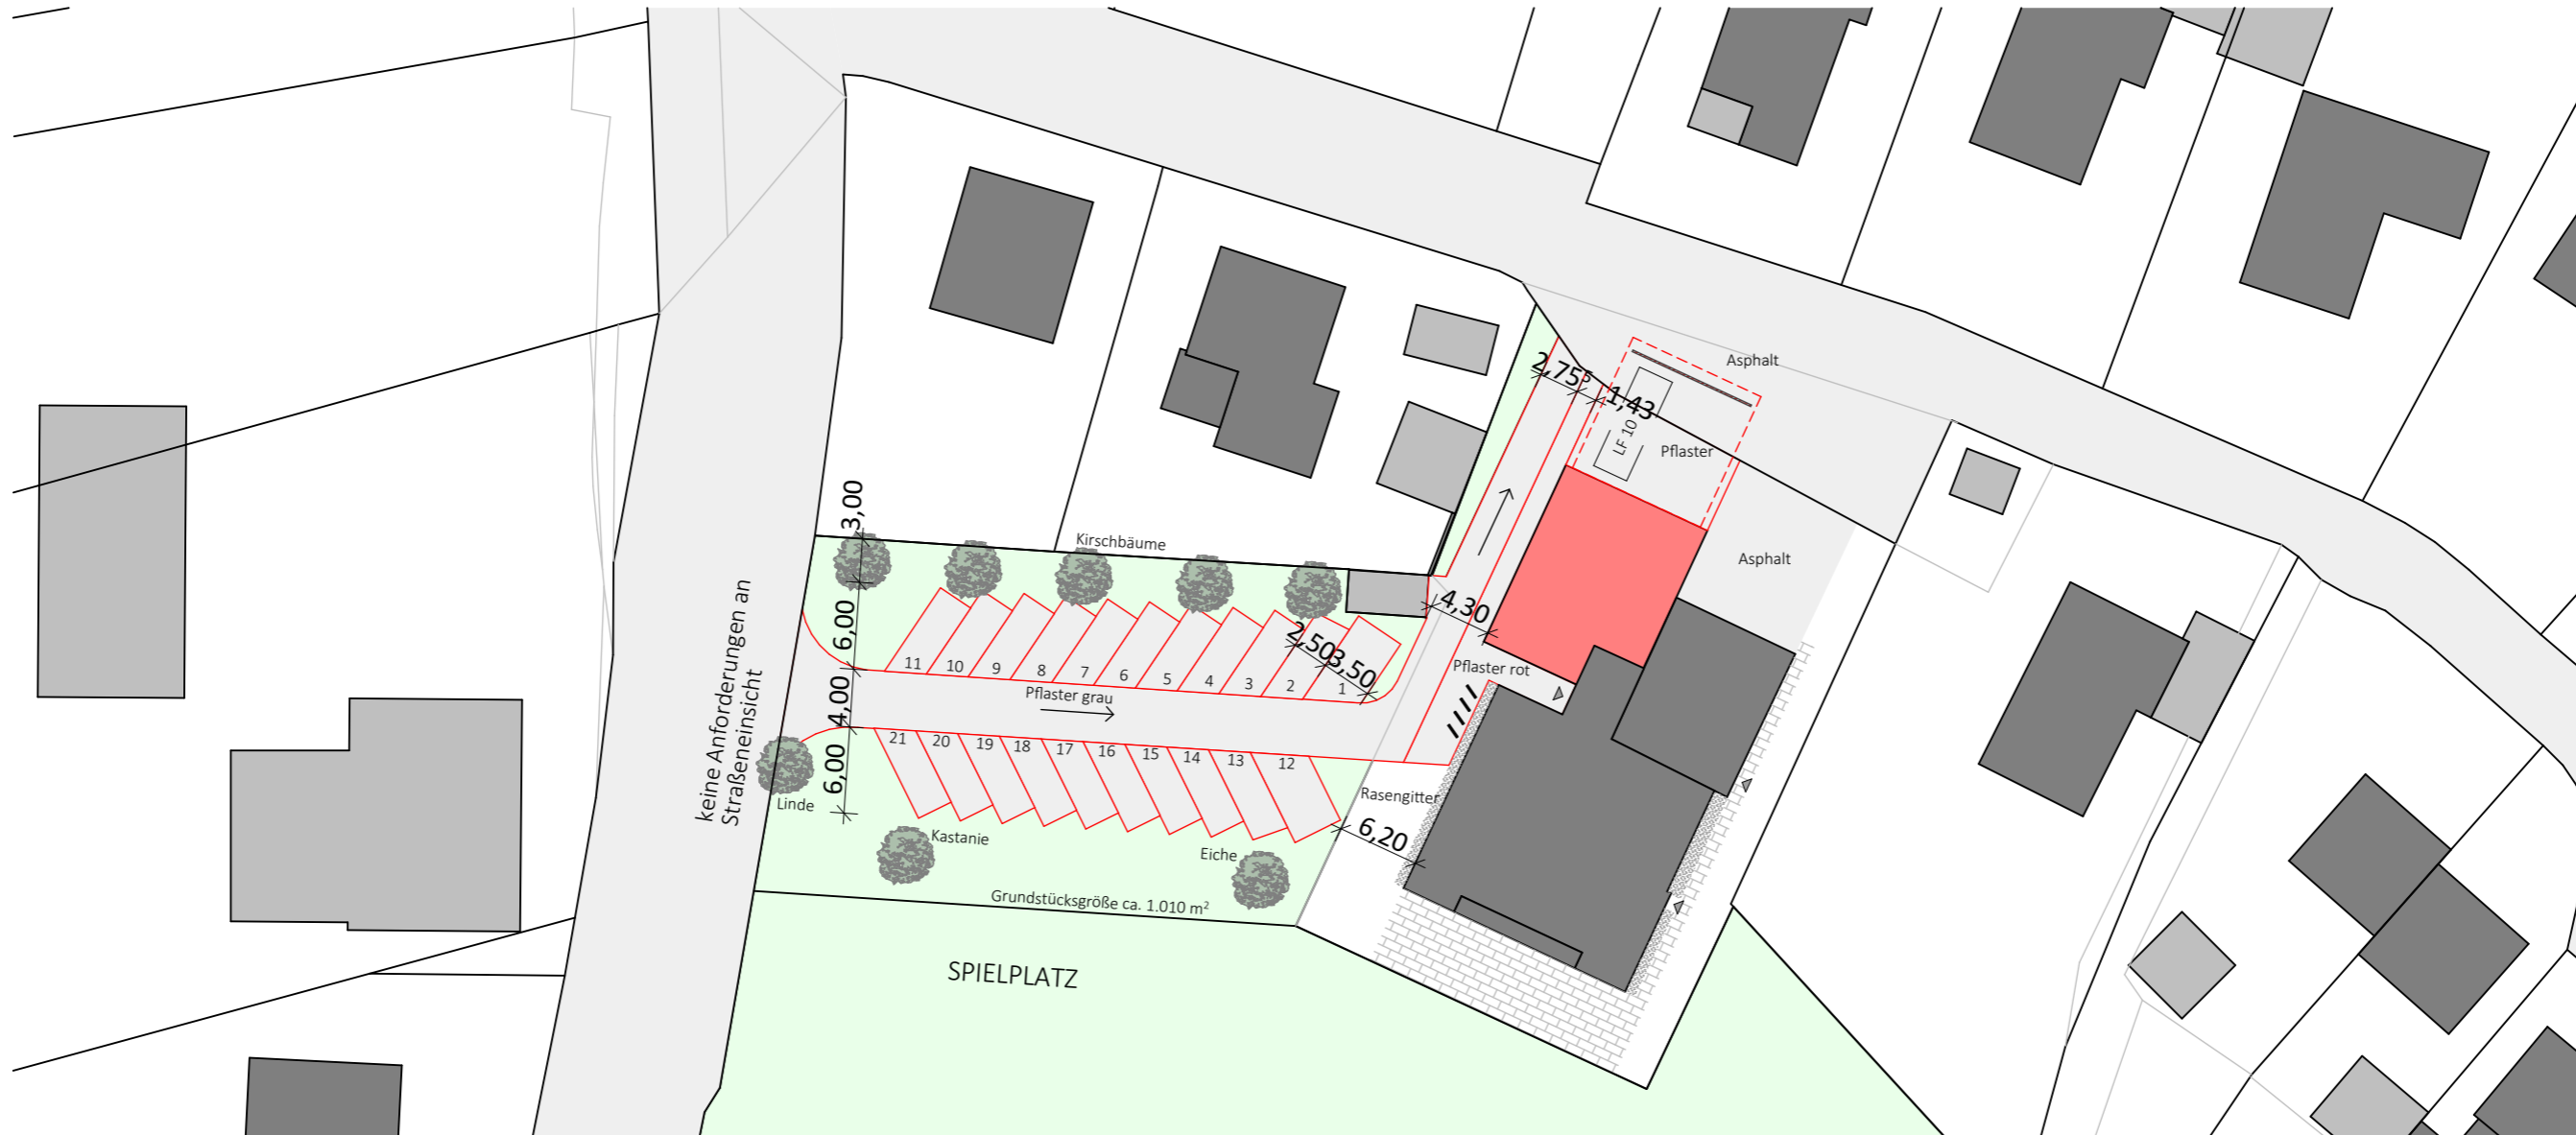 Asphalt
2,75⁵
1,43
LF 10
Pflaster
3,00
Kirschbäume
Asphalt
4,30
6,00
2,50
3,50
11
10
9
8
7
6
5
4
3
2
1
Pflaster rot
keine Anforderungen an
Straßeneinsicht
4,00
Pflaster grau
21
20
19
18
17
16
15
14
13
12
6,00
Linde
Rasengitter
Kastanie
Eiche
6,20
Grundstücksgröße ca. 1.010 m²
SPIELPLATZ